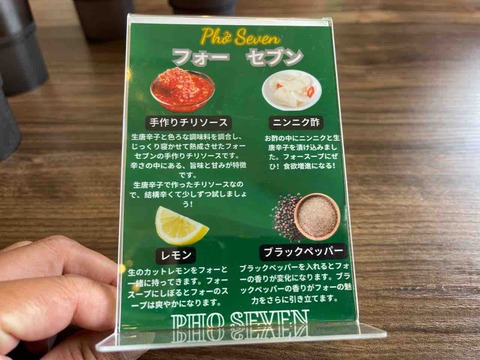 Phở Seven
フォー セブン
手作りチリソース
生唐辛子と色ろな調味料を調合し、
じっくり寝かせて熟成させたフォー
セブンの手作りチリソースです。
辛さの中にある、旨味と甘みが特徴
です。
生唐辛子で作ったチリソースなの
で、結構辛くて少しずつ試しましょ
う!
ニンニク酢
お酢の中にニンニクと生
唐辛子を漬け込みまし
た。フォースープにぜ
ひ!食欲増進になる!
レモン
生のカットレモンをフォーと
一緒に持ってきます。フォー
スープにしぼるとフォーのス
ープは爽やかになります。
ブラックペッパー
ブラックペッパーを入れるとフォー
の香りが変化になります。ブラ
ックペッパーの香りがフォーの魅
力をさらに引き立てます。
PHO SEVEN